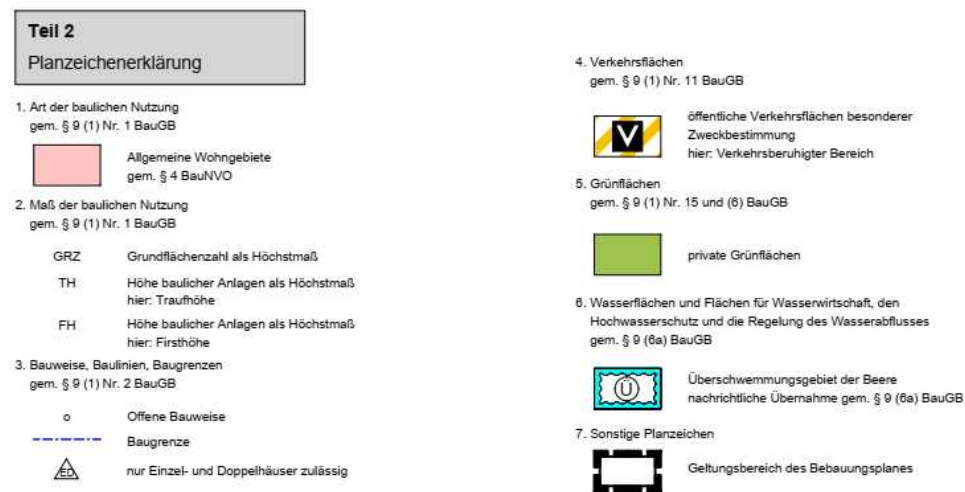 Teil 2
Planzeichenerklärung
1. Art der baulichen Nutzung
gem. § 9 (1) Nr. 1 BauGB
Allgemeine Wohngebiete
gem. § 4 BauNVO
2. Maß der baulichen Nutzung
gem. § 9 (1) Nr. 1 BauGB
GRZ Grundflächenzahl als Höchstmaß
TH Höhe baulicher Anlagen als Höchstmaß
hier: Traufhöhe
FH Höhe baulicher Anlagen als Höchstmaß
hier: Firsthöhe
3. Bauweise, Baulinien, Baugrenzen
gem. § 9 (1) Nr. 2 BauGB
o Offene Bauweise
Baugrenze
ED nur Einzel- und Doppelhäuser zulässig
4. Verkehrsflächen
gem. § 9 (1) Nr. 11 BauGB
öffentliche Verkehrsflächen besonderer
V Zweckbestimmung
hier: Verkehrsberuhigter Bereich
5. Grünflächen
gem. § 9 (1) Nr. 15 und (6) BauGB
private Grünflächen
6. Wasserflächen und Flächen für Wasserwirtschaft, den
Hochwasserschutz und die Regelung des Wasserabflusses
gem. § 9 (6a) BauGB
Ü Überschwemmungsgebiet der Beere
nachrichtliche Übernahme gem. § 9 (6a) BauGB
7. Sonstige Planzeichen
Geltungsbereich des Bebauungsplanes